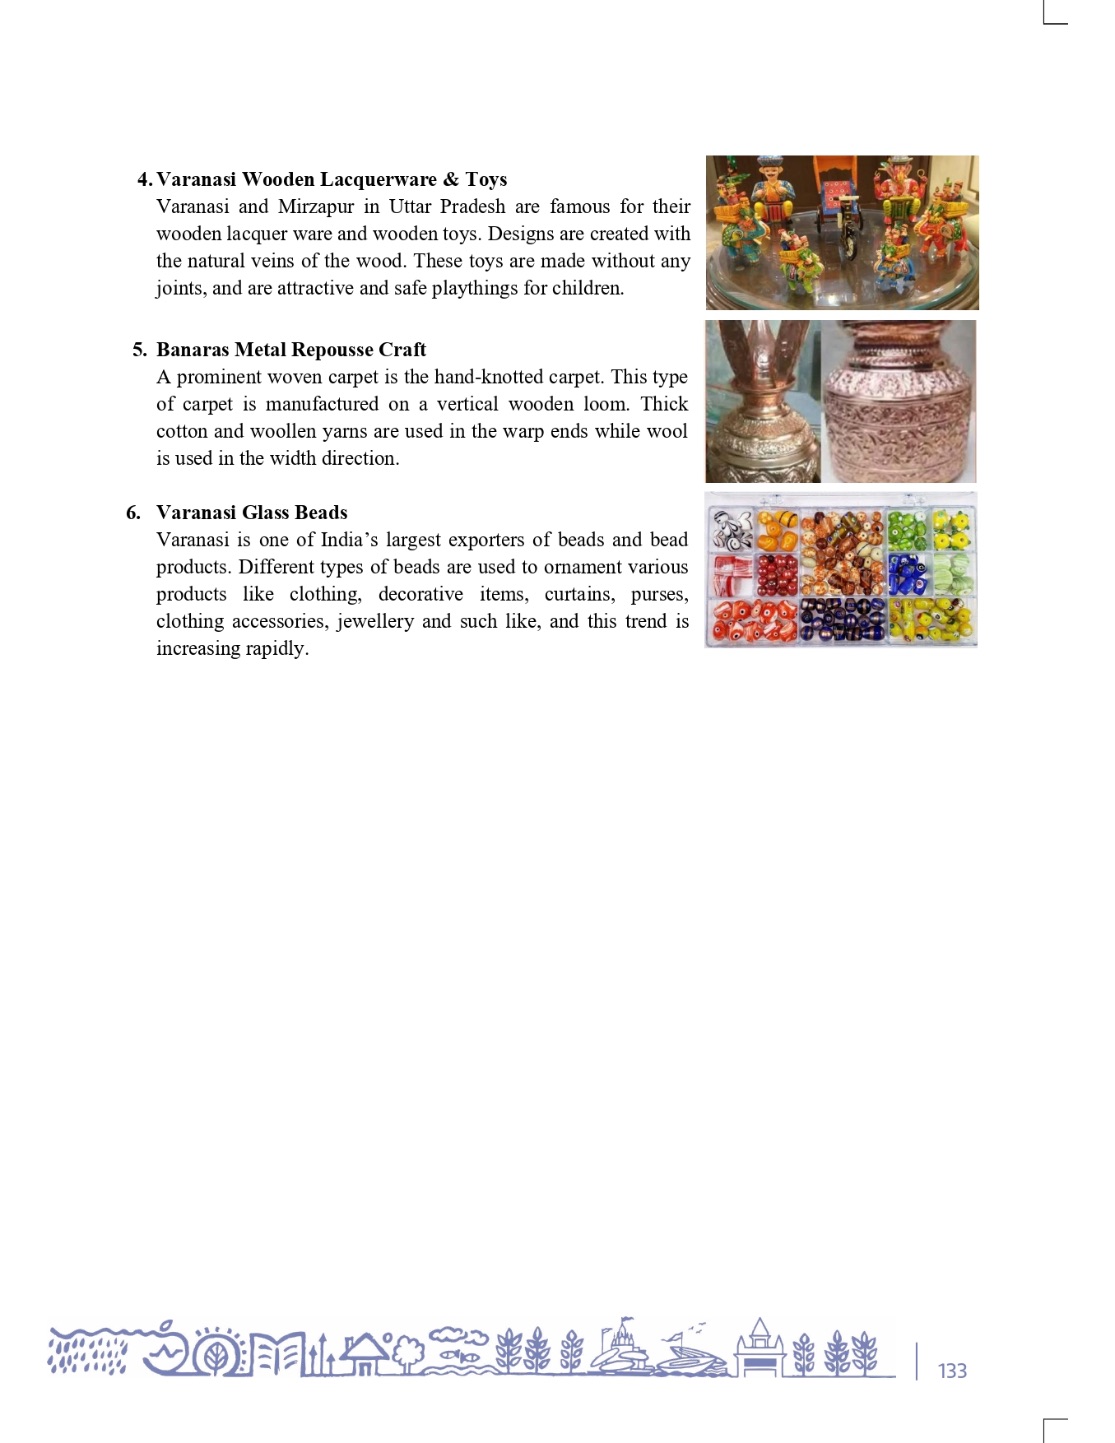 4. Varanasi Wooden Lacquerware & Toys
Varanasi and Mirzapur in Uttar Pradesh are famous for their
wooden lacquer ware and wooden toys. Designs are created with
the natural veins of the wood. These toys are made without any
joints, and are attractive and safe playthings for children.
5. Banaras Metal Repousse Craft
A prominent woven carpet is the hand-knotted carpet. This type
of carpet is manufactured on a vertical wooden loom. Thick
cotton and woollen yarns are used in the warp ends while wool
is used in the width direction.
6. Varanasi Glass Beads
Varanasi is one of India’s largest exporters of beads and bead
products. Different types of beads are used to ornament various
products like clothing, decorative items, curtains, purses,
clothing accessories, jewellery and such like, and this trend is
increasing rapidly.
133